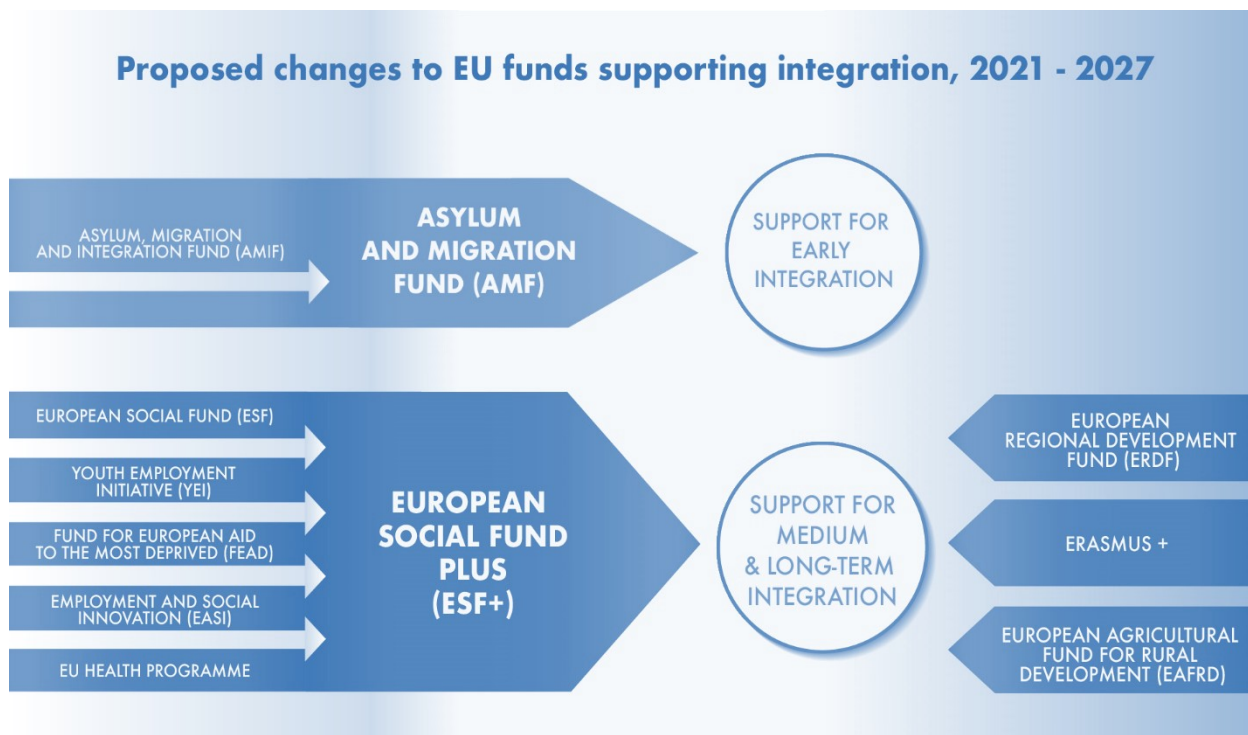 Proposed changes to EU funds supporting integration, 2021 - 2027
ASYLUM, MIGRATION
AND INTEGRATION FUND (AMIF)
ASYLUM
AND MIGRATION
FUND (AMF)
SUPPORT FOR
EARLY
INTEGRATION
EUROPEAN SOCIAL FUND (ESF)
YOUTH EMPLOYMENT
INITIATIVE (YEI)
FUND FOR EUROPEAN AID
TO THE MOST DEPRIVED (FEAD)
EMPLOYMENT AND SOCIAL
INNOVATION (EASI)
EU HEALTH PROGRAMME
EUROPEAN
SOCIAL FUND
PLUS
(ESF+)
SUPPORT FOR
MEDIUM
& LONG-TERM
INTEGRATION
EUROPEAN
REGIONAL DEVELOPMENT
FUND (ERDF)
ERASMUS +
EUROPEAN AGRICULTURAL
FUND FOR RURAL
DEVELOPMENT (EAFRD)